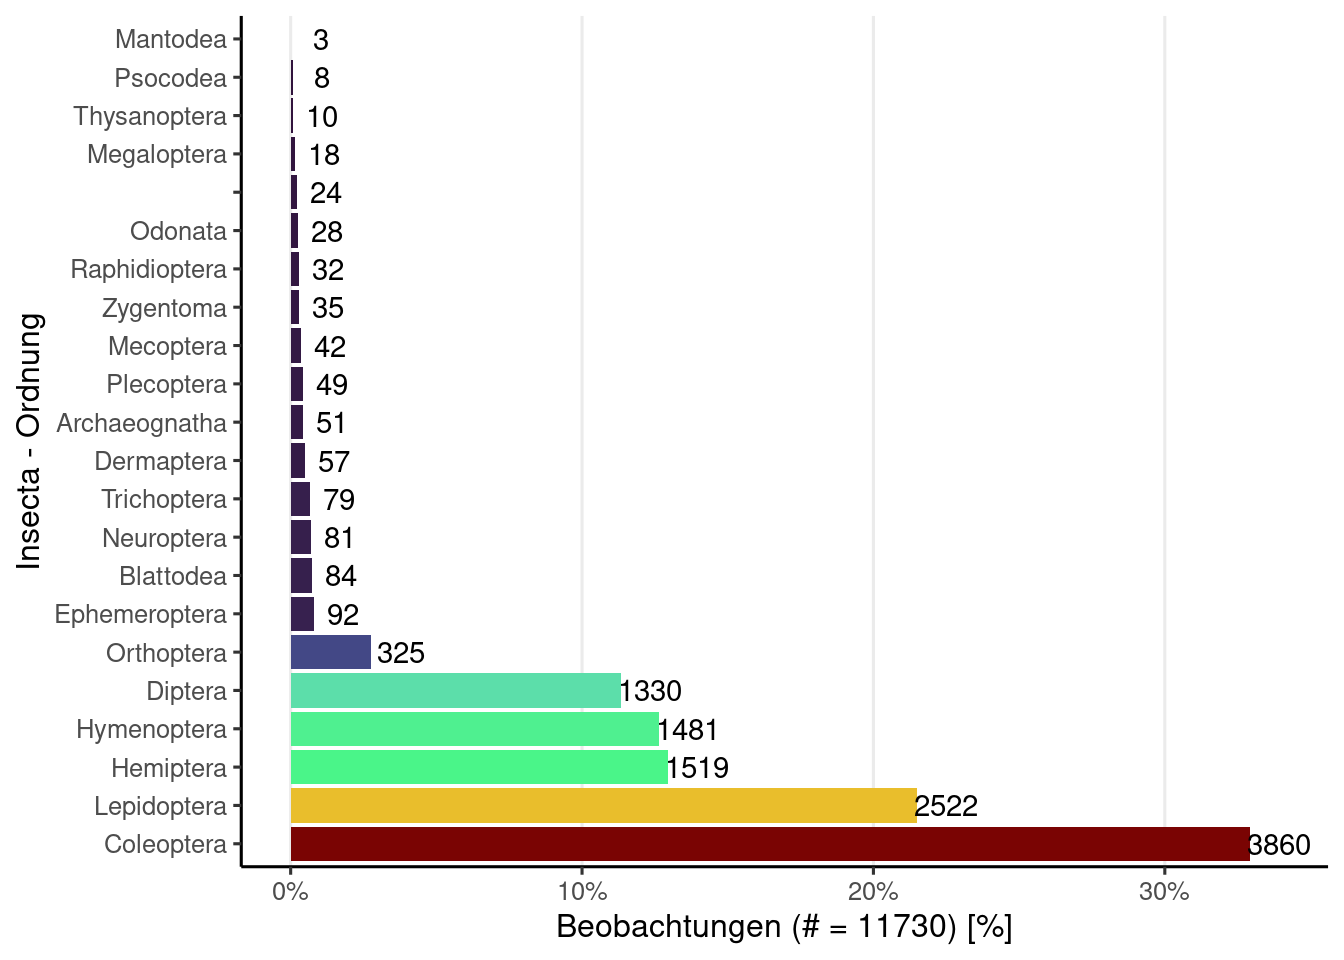 Insecta - Ordnung
Mantodea 3
Psocodea 8
Thysanoptera 10
Megaloptera 18
24
Odonata 28
Raphidioptera 32
Zygentoma 35
Mecoptera 42
Plecoptera 49
Archaeognatha 51
Dermaptera 57
Trichoptera 79
Neuroptera 81
Blattodea 84
Ephemeroptera 92
Orthoptera 325
Diptera 1330
Hymenoptera 1481
Hemiptera 1519
Lepidoptera 2522
Coleoptera 3860
0% 10% 20% 30%
Beobachtungen (# = 11730) [%]